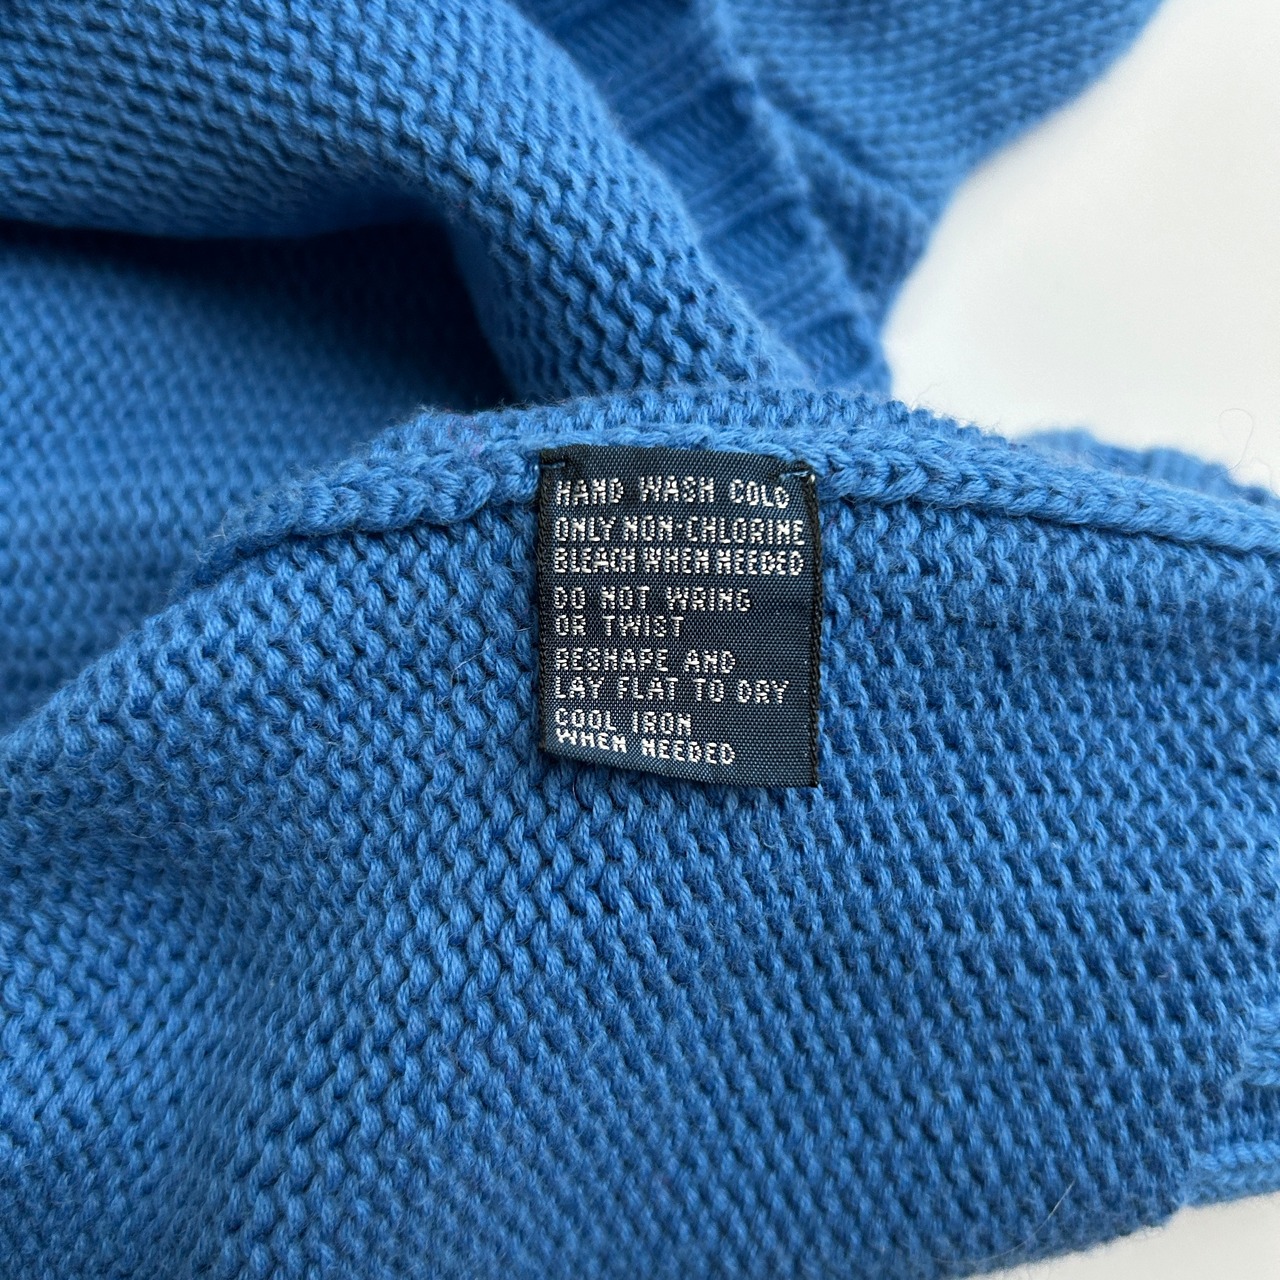 HAND WASH COLD
ONLY NON-CHLORINE
BLEACH WHEN NEEDED
DO NOT WRING
OR TWIST
RESHAPE AND
LAY FLAT TO DRY
COOL IRON
WHEN NEEDED